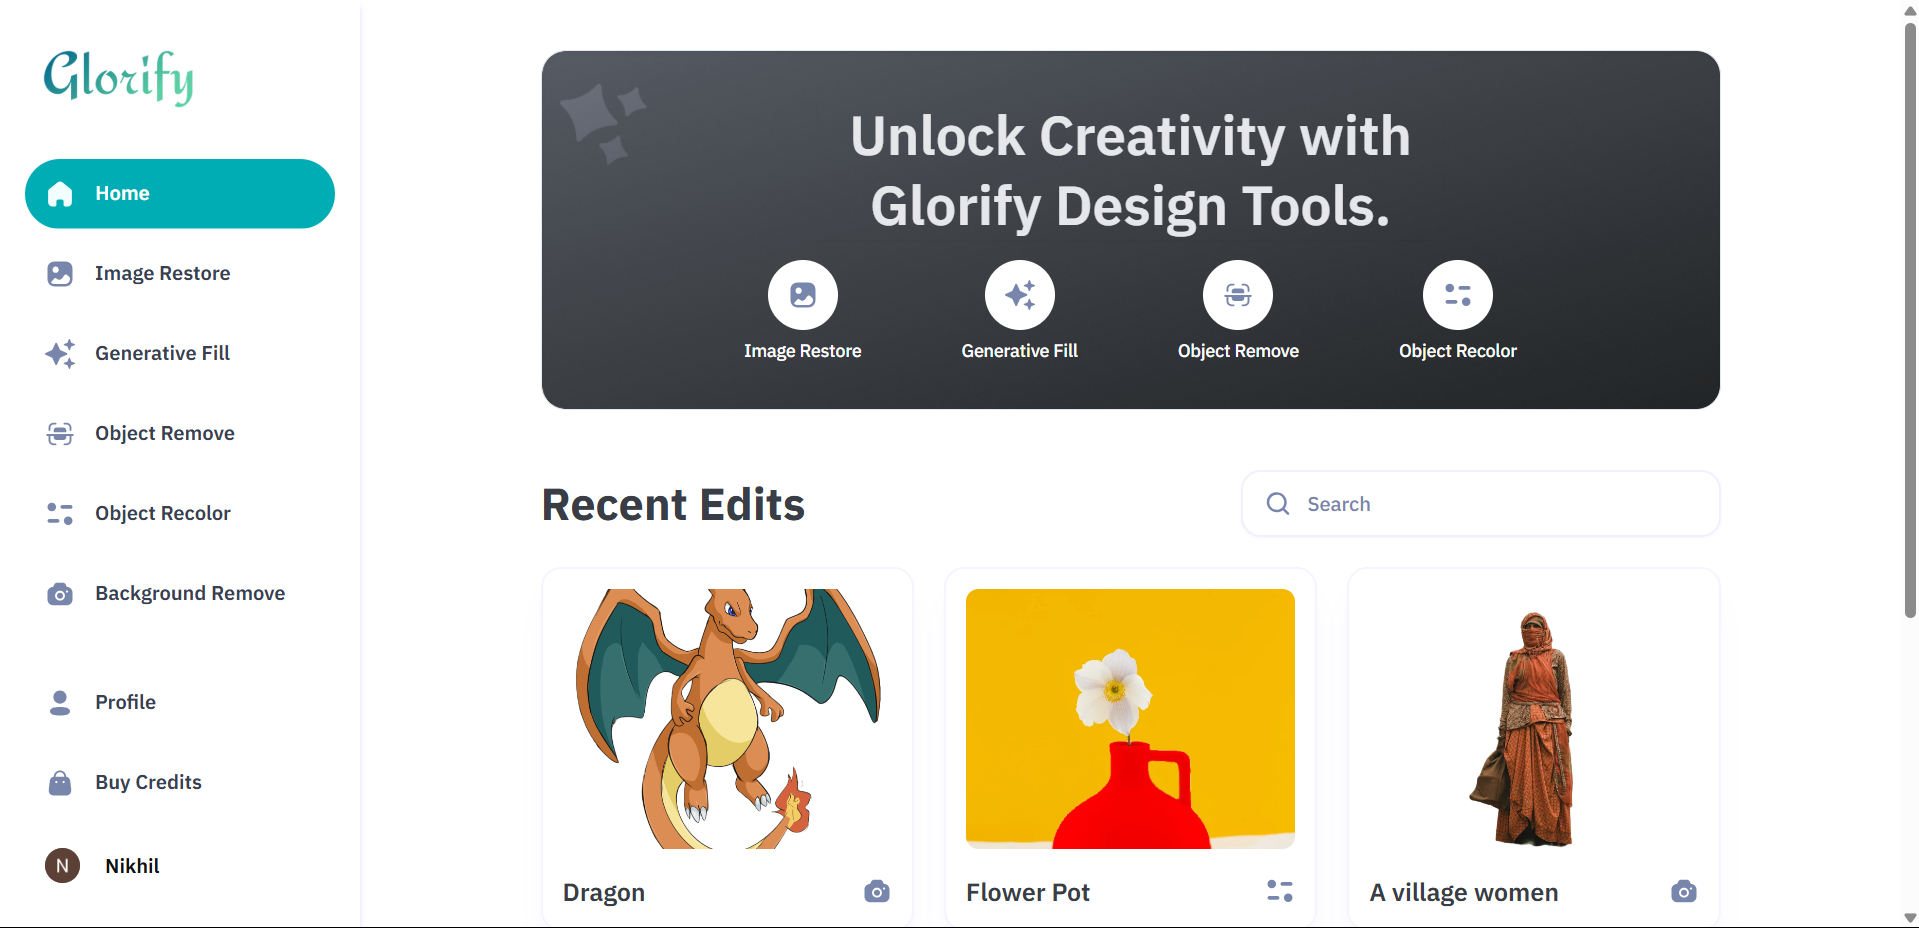 Glorify
Home
Image Restore
Generative Fill
Object Remove
Object Recolor
Background Remove
Profile
Buy Credits
N
Nikhil
Unlock Creativity with
Glorify Design Tools.
Image Restore
Generative Fill
Object Remove
Object Recolor
Recent Edits
Search
Dragon
Flower Pot
A village women